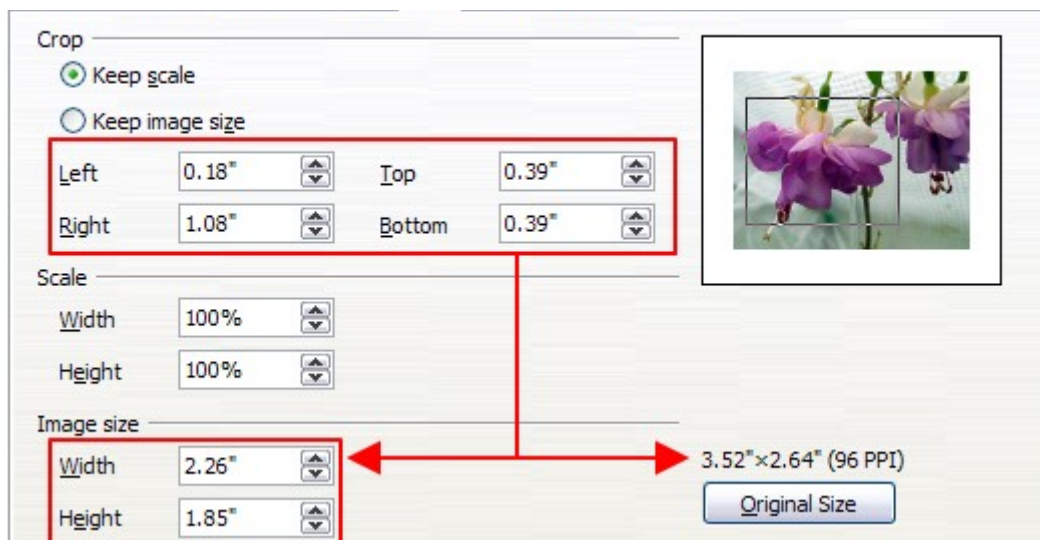 Crop
Keep scale
Keep image size
Left 0.18" Top 0.39"
Right 1.08" Bottom 0.39"
Scale
Width 100%
Height 100%
Image size
Width 2.26" 3.52"×2.64" (96 PPI)
Height 1.85" Original Size